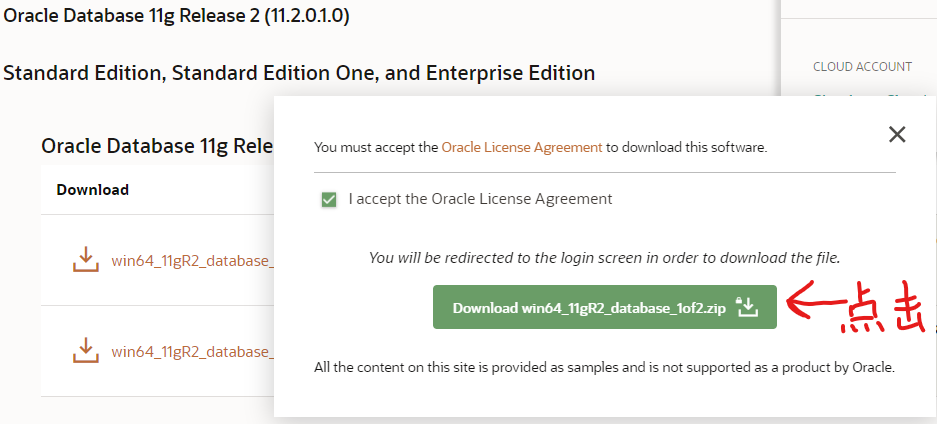 Oracle Database 11g Release 2 (11.2.0.1.0)
Standard Edition, Standard Edition One, and Enterprise Edition
CLOUD ACCOUNT
Oracle Database 11g Rele
Download
win64_11gR2_database_
win64_11gR2_database_
You must accept the Oracle License Agreement to download this software.
I accept the Oracle License Agreement
You will be redirected to the login screen in order to download the file.
Download win64_11gR2_database_1of2.zip
点击
All the content on this site is provided as samples and is not supported as a product by Oracle.